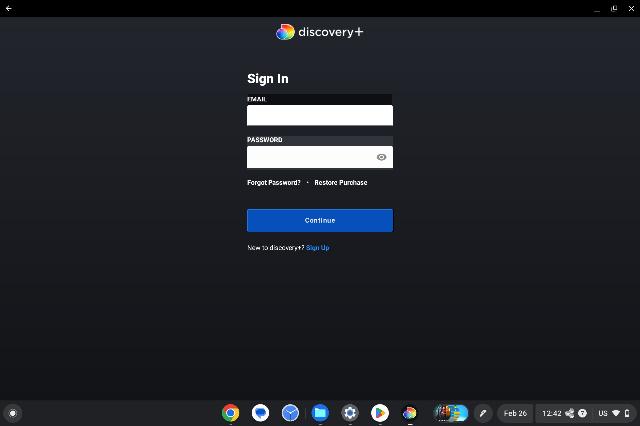 discovery+
Sign In
EMAIL
PASSWORD
Forgot Password? • Restore Purchase
Continue
New to discovery+? Sign Up
Feb 26 12:42 US